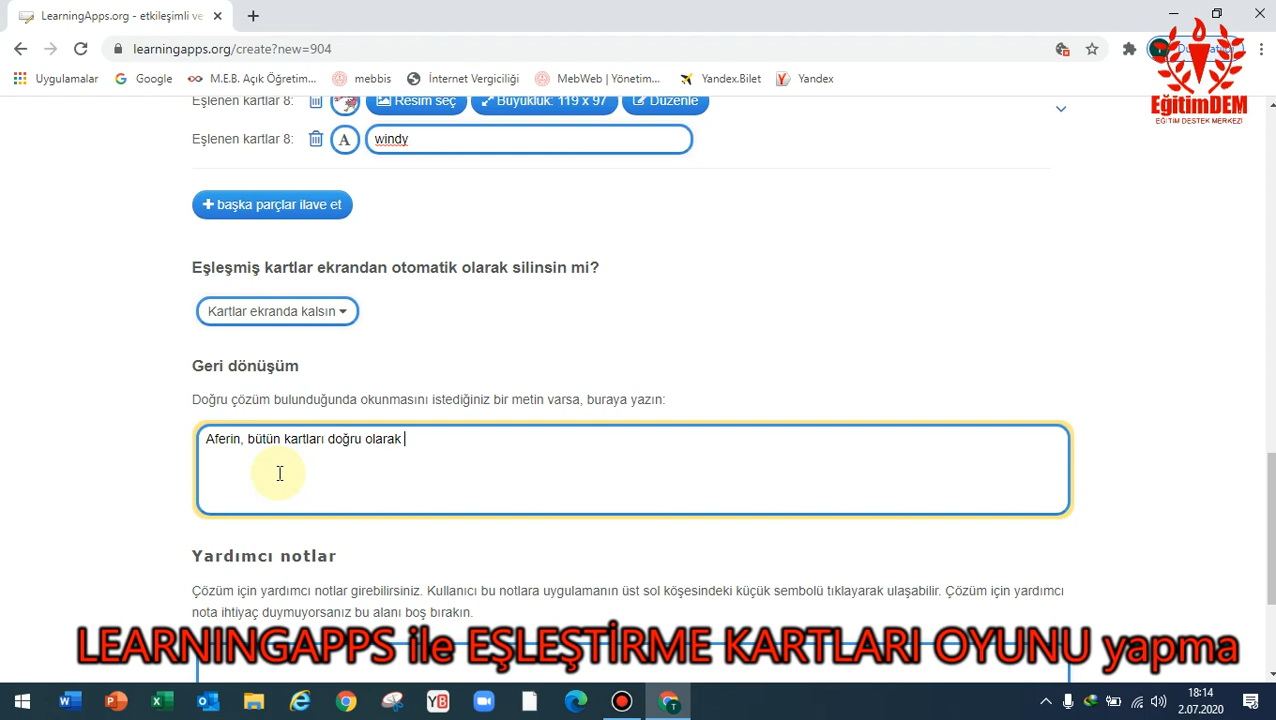 LearningApps.org - etkileşimli ve
learningapps.org/create?new=904
Uygulamalar Google M.E.B. Açık Öğretim... mebbis İnternet Vergiciliği MebWeb | Yönetim... Yandex.Bilet Yandex
EğitimDEM
EĞİTİM DESTEK MERKEZİ
Eşlenen kartlar 8: Resim seç Büyüklük: 119 x 97 Düzenle
Eşlenen kartlar 8: A windy
başka parçlar ilave et
Eşleşmiş kartlar ekrandan otomatik olarak silinsin mi?
Kartlar ekranda kalsın
Geri dönüşüm
Doğru çözüm bulunduğunda okunmasını istediğiniz bir metin varsa, buraya yazın:
Aferin, bütün kartları doğru olarak
Yardımcı notlar
Çözüm için yardımcı notlar girebilirsiniz. Kullanıcı bu notlara uygulamanın üst sol köşesindeki küçük sembolü tıklayarak ulaşabilir. Çözüm için yardımcı
nota ihtiyaç duymuyorsanız bu alanı boş bırakın.
LEARNINGAPPS ile EŞLEŞTİRME KARTLARI OYUNU yapma
18:14
2.07.2020